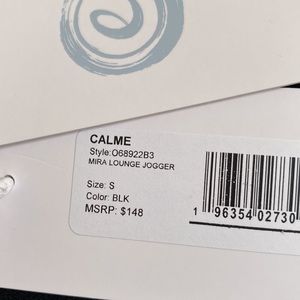 CALME
Style:O68922B3
MIRA LOUNGE JOGGER
Size: S
Color: BLK
MSRP: $148
1 96354 02730